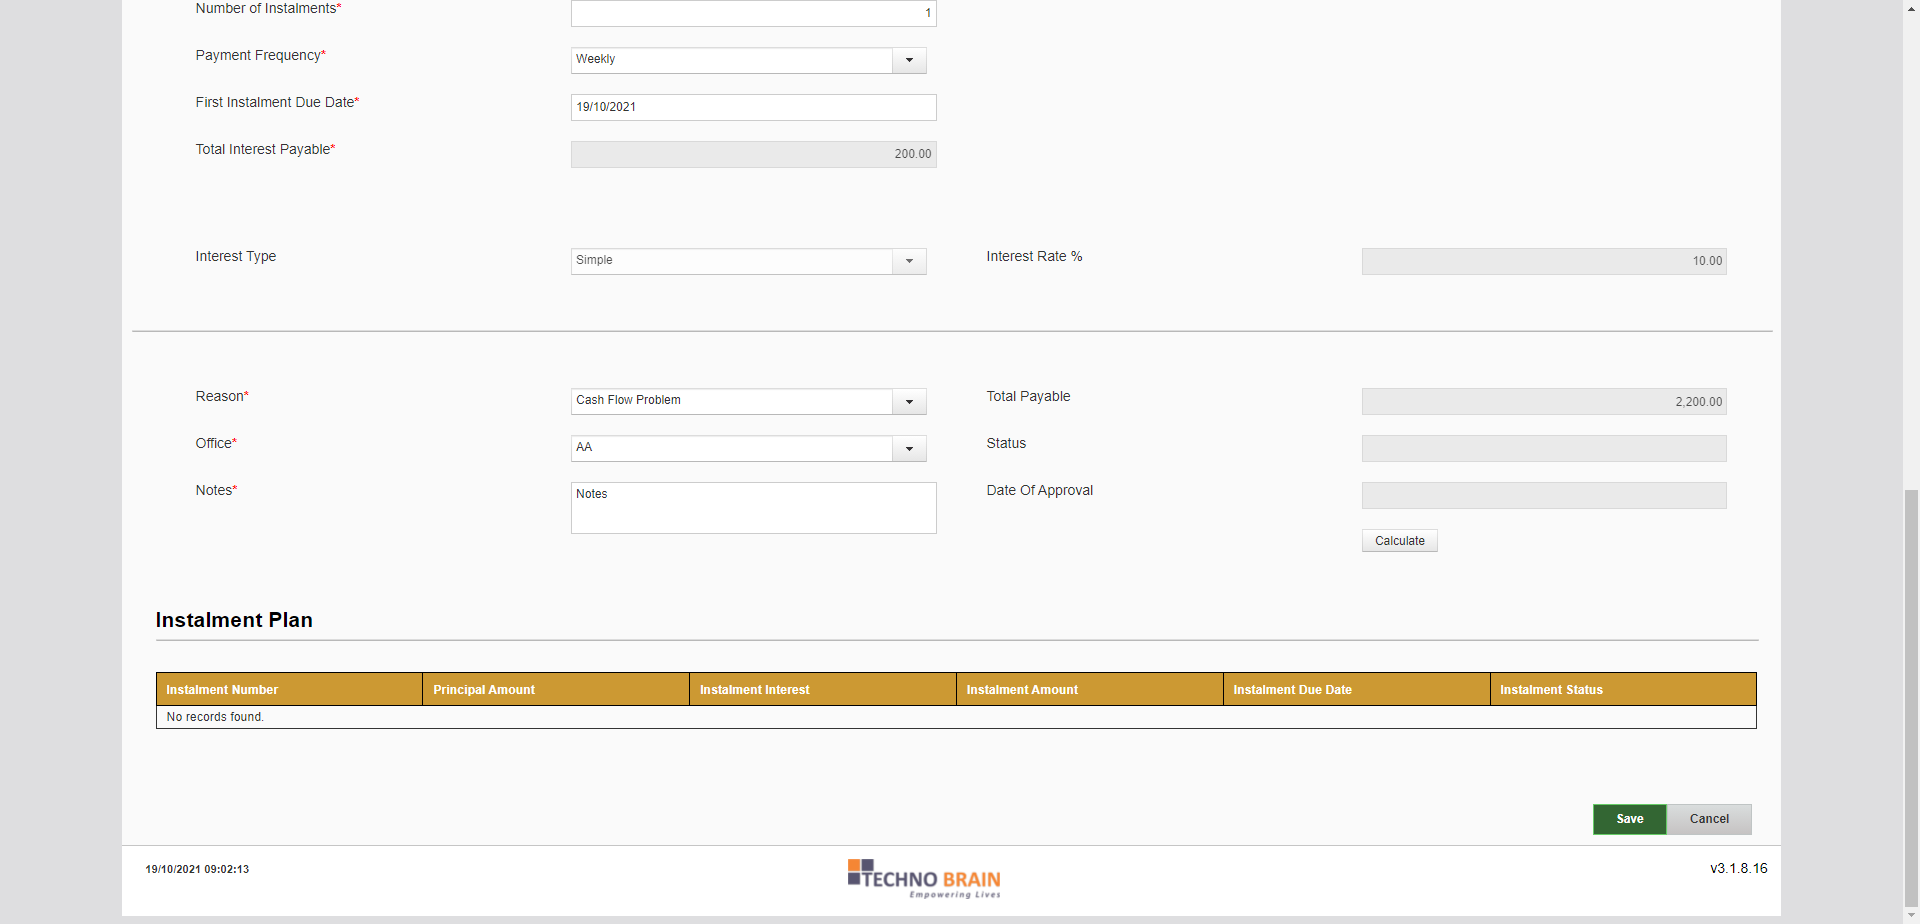 Number of Instalments*
1
Payment Frequency*
Weekly
First Instalment Due Date*
19/10/2021
Total Interest Payable*
200.00
Interest Type
Simple
Interest Rate %
10.00
Reason*
Cash Flow Problem
Total Payable
2,200.00
Office*
AA
Status
Notes*
Notes
Date Of Approval
Calculate
Instalment Plan
Instalment Number Principal Amount Instalment Interest Instalment Amount Instalment Due Date Instalment Status
No records found.
Save Cancel
19/10/2021 09:02:13
TECHNO BRAIN
Empowering Lives
v3.1.8.16